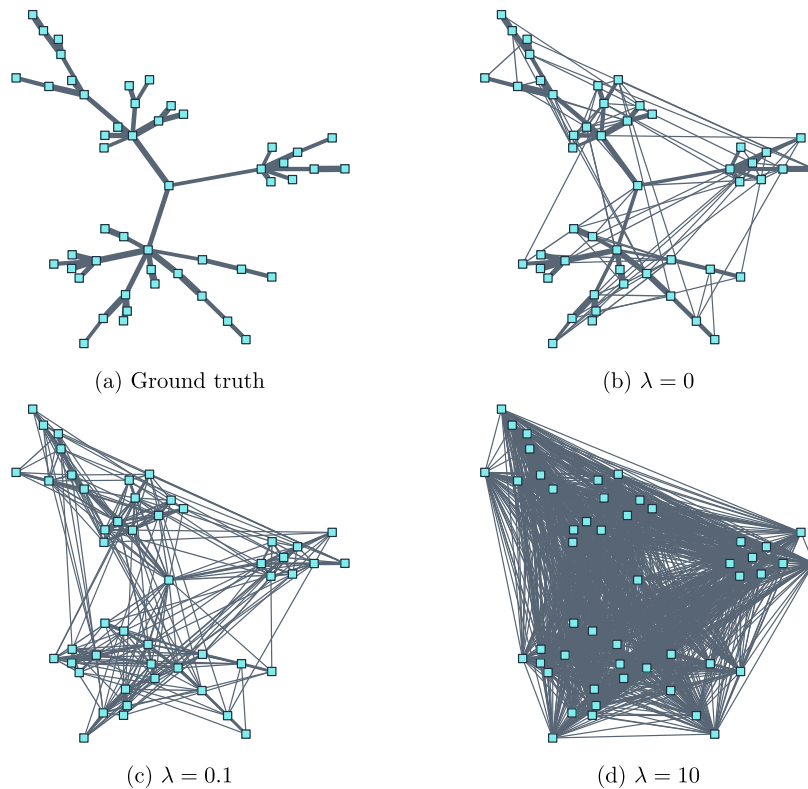 (a) Ground truth
(b) λ = 0
(c) λ = 0.1
(d) λ = 10